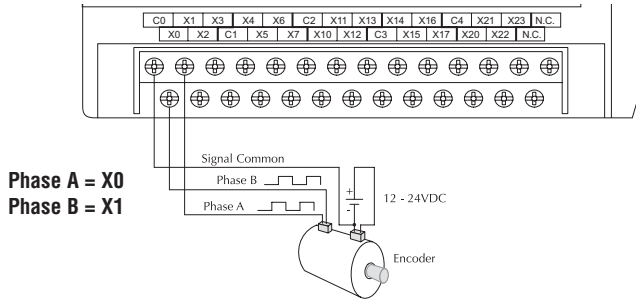 C0 X1 X3 X4 X6 C2 X11 X13 X14 X16 C4 X21 X23 N.C.
X0 X2 C1 X5 X7 X10 X12 C3 X15 X17 X20 X22 N.C.
Signal Common
Phase B
Phase A
Phase A = X0
Phase B = X1
+
-
12 - 24VDC
Encoder